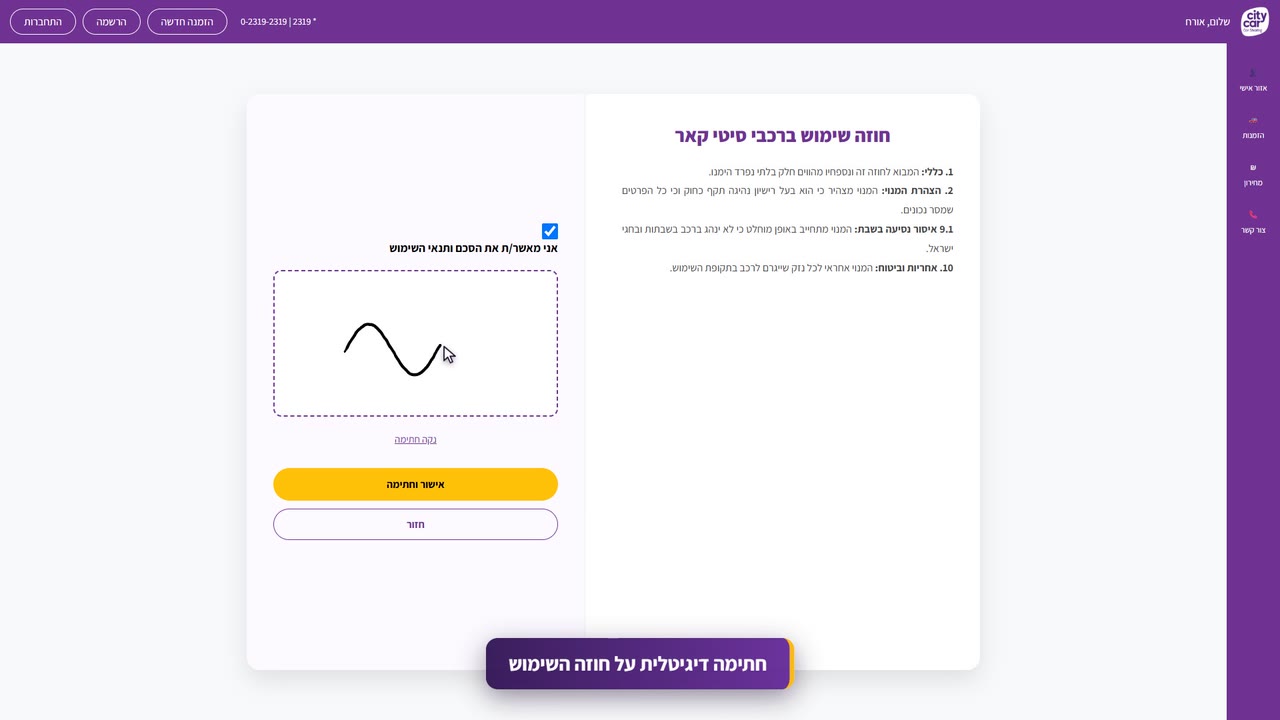 city
car
Car Sharing
שלום, אורח
* 2319 | 0-2319-2319
הזמנה חדשה
הרשמה
התחברות
אזור אישי
הזמנות
₪
מחירון
צור קשר
חוזה שימוש ברכבי סיטי קאר
1. כללי: המבוא לחוזה זה ונספחיו מהווים חלק בלתי נפרד הימנו.
2. הצהרת המנוי: המנוי מצהיר כי הוא בעל רישיון נהיגה תקף כחוק וכי כל הפרטים
שמסר נכונים.
9.1 איסור נסיעה בשבת: המנוי מתחייב באופן מוחלט כי לא ינהג ברכב בשבתות ובחגי
ישראל.
10. אחריות וביטוח: המנוי אחראי לכל נזק שייגרם לרכב בתקופת השימוש.
אני מאשר/ת את הסכם ותנאי השימוש
נקה חתימה
אישור וחתימה
חזור
חתימה דיגיטלית על חוזה השימוש